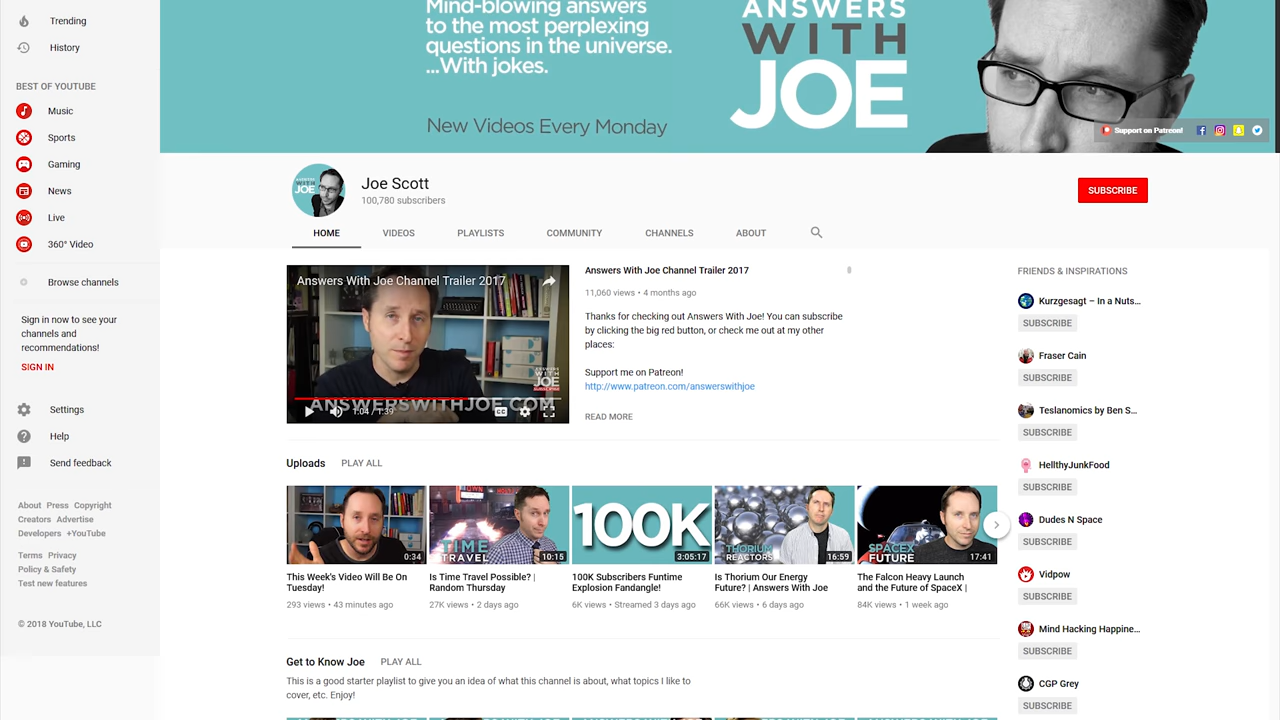 Trending
History
BEST OF YOUTUBE
Music
Sports
Gaming
News
Live
360° Video
Browse channels
Sign in now to see your
channels and
recommendations!
SIGN IN
Settings
Help
Send feedback
About Press Copyright
Creators Advertise
Developers +YouTube
Terms Privacy
Policy & Safety
Test new features
© 2018 YouTube, LLC
Mind-blowing answers
to the most perplexing
questions in the universe.
...With jokes.
New Videos Every Monday
ANSWERS
WITH
JOE
Support on Patreon!
ANSWERS
WITH
JOE
Joe Scott
100,780 subscribers
SUBSCRIBE
HOME VIDEOS PLAYLISTS COMMUNITY CHANNELS ABOUT
Answers With Joe Channel Trailer 2017
ANSWERS
WITH
JOE
ANSWERSWITHJOE.COM
1:04 / 1:39
CC
Answers With Joe Channel Trailer 2017
11,060 views • 4 months ago
Thanks for checking out Answers With Joe! You can subscribe
by clicking the big red button, or check me out at my other
places:
Support me on Patreon!
http://www.patreon.com/answerswithjoe
READ MORE
Uploads PLAY ALL
0:34
This Week's Video Will Be On
Tuesday!
293 views • 43 minutes ago
TIME
TRAVEL
10:15
Is Time Travel Possible? |
Random Thursday
27K views • 2 days ago
100K
3:05:17
100K Subscribers Funtime
Explosion Fandangle!
6K views • Streamed 3 days ago
THORIUM
REACTORS
16:59
Is Thorium Our Energy
Future? | Answers With Joe
66K views • 6 days ago
SPACEX
FUTURE
17:41
The Falcon Heavy Launch
and the Future of SpaceX |
84K views • 1 week ago
Get to Know Joe PLAY ALL
This is a good starter playlist to give you an idea of what this channel is about, what topics I like to
cover, etc. Enjoy!
FRIENDS & INSPIRATIONS
Kurzgesagt – In a Nuts...
SUBSCRIBE
Fraser Cain
SUBSCRIBE
Teslanomics by Ben S...
SUBSCRIBE
HellthyJunkFood
SUBSCRIBE
Dudes N Space
SUBSCRIBE
Vidpow
SUBSCRIBE
Mind Hacking Happine...
SUBSCRIBE
CGP Grey
SUBSCRIBE